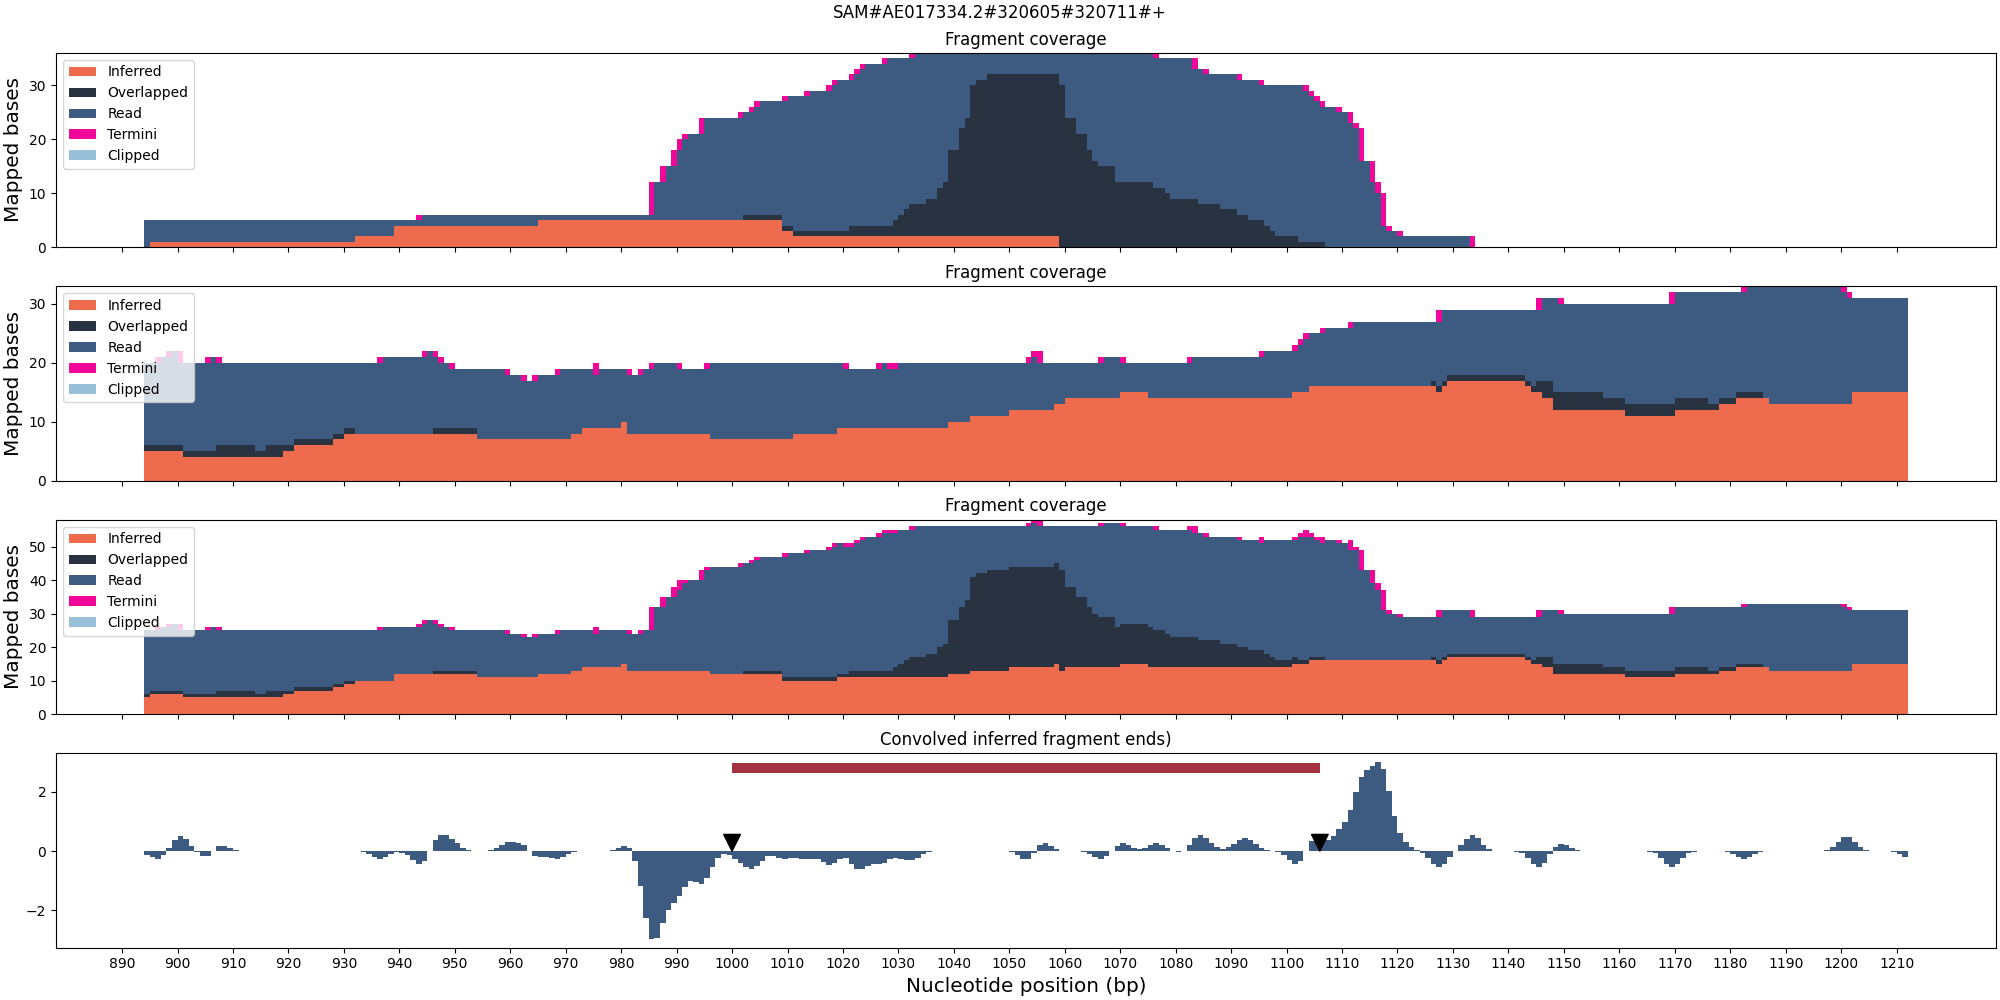 SAM#AE017334.2#320605#320711#+
Fragment coverage
Mapped bases
30
20
10
0
Inferred
Overlapped
Read
Termini
Clipped
Fragment coverage
Mapped bases
30
20
10
0
Inferred
Overlapped
Read
Termini
Clipped
Fragment coverage
Mapped bases
50
40
30
20
10
0
Inferred
Overlapped
Read
Termini
Clipped
Convolved inferred fragment ends)
2
0
−2
890 900 910 920 930 940 950 960 970 980 990 1000 1010 1020 1030 1040 1050 1060 1070 1080 1090 1100 1110 1120 1130 1140 1150 1160 1170 1180 1190 1200 1210
Nucleotide position (bp)